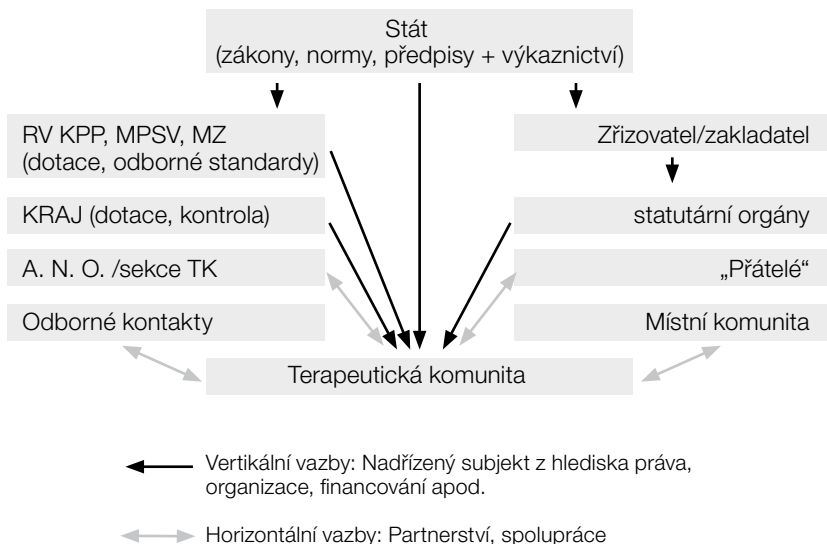 Stát
(zákony, normy, předpisy + výkaznictví)
RV KPP, MPSV, MZ
(dotace, odborné standardy)
Zřizovatel/zakladatel
KRAJ (dotace, kontrola)
statutární orgány
A. N. O. /sekce TK
„Přátelé“
Odborné kontakty
Místní komunita
Terapeutická komunita
Vertikální vazby: Nadřízený subjekt z hlediska práva,
organizace, financování apod.
Horizontální vazby: Partnerství, spolupráce